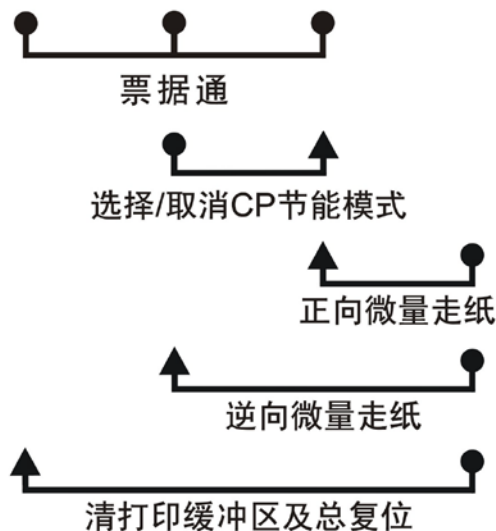 票据通
选择/取消CP节能模式
正向微量走纸
逆向微量走纸
清打印缓冲区及总复位